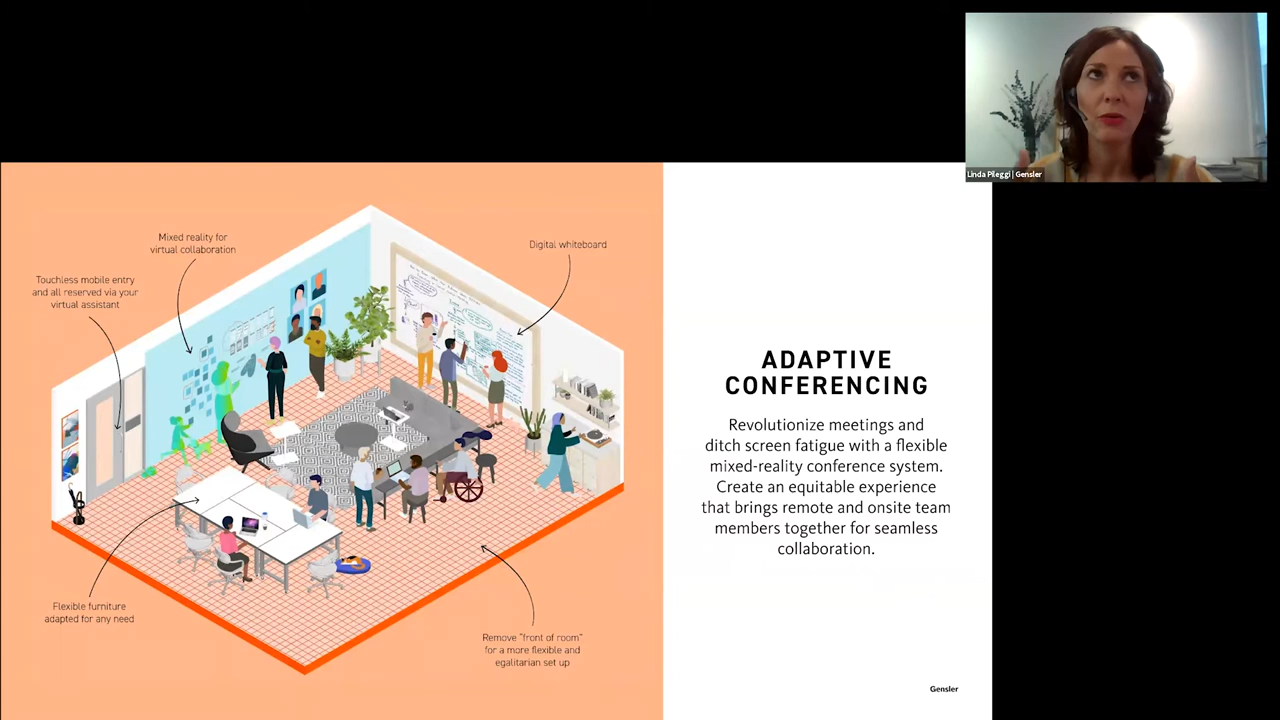 Linda Pileggi | Gensler
Mixed reality for
virtual collaboration
Digital whiteboard
Touchless mobile entry
and all reserved via your
virtual assistant
Flexible furniture
adapted for any need
Remove "front of room"
for a more flexible and
egalitarian set up
ADAPTIVE
CONFERENCING
Revolutionize meetings and
ditch screen fatigue with a flexible
mixed-reality conference system.
Create an equitable experience
that brings remote and onsite team
members together for seamless
collaboration.
Gensler